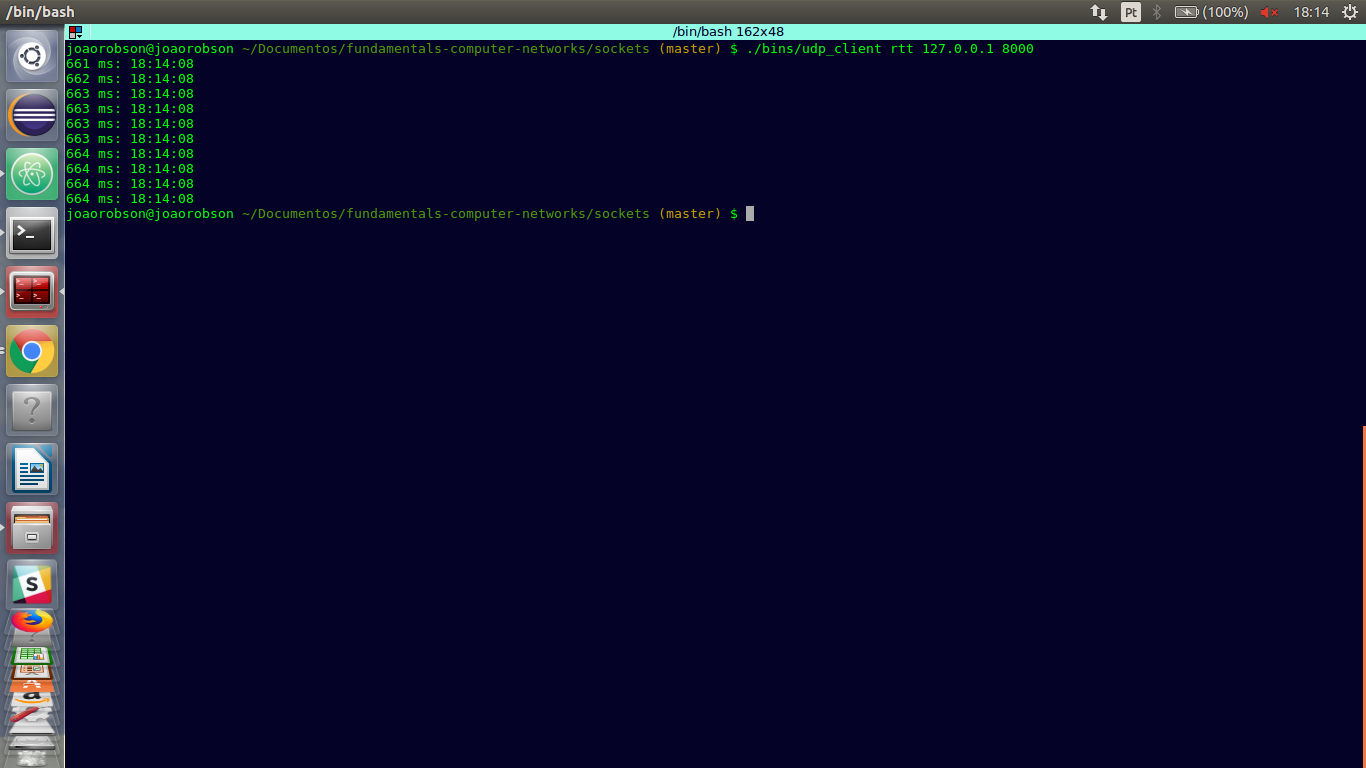 /bin/bash
Pt
(100%)
18:14
/bin/bash 162x48
joaorobson@joaorobson ~/Documentos/fundamentals-computer-networks/sockets (master) $ ./bins/udp_client rtt 127.0.0.1 8000
661 ms: 18:14:08
662 ms: 18:14:08
663 ms: 18:14:08
663 ms: 18:14:08
663 ms: 18:14:08
663 ms: 18:14:08
664 ms: 18:14:08
664 ms: 18:14:08
664 ms: 18:14:08
664 ms: 18:14:08
joaorobson@joaorobson ~/Documentos/fundamentals-computer-networks/sockets (master) $
>_
?
S
a